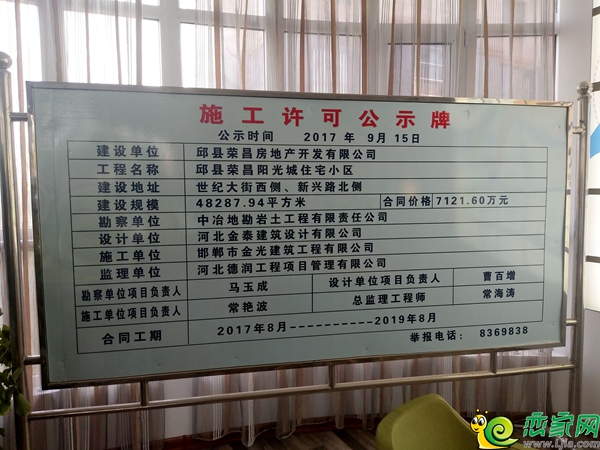 施工许可公示牌
公示时间 2017 年 9月 15日
建设单位 邱县荣昌房地产开发有限公司
工程名称 邱县荣昌阳光城住宅小区
建设地址 世纪大街西侧、新兴路北侧
建设规模 48287.94平方米 合同价格 7121.60万元
勘察单位 中冶地勘岩土工程有限责任公司
设计单位 河北金泰建筑设计有限公司
施工单位 邯郸市金光建筑工程有限公司
监理单位 河北德润工程项目管理有限公司
勘察单位项目负责人 马玉成 设计单位项目负责人 曹百增
施工单位项目负责人 常艳波 总监理工程师 常海涛
合同工期 2017年8月----------2019年8月
举报电话: 8369838
恋家网
www.ljia.com